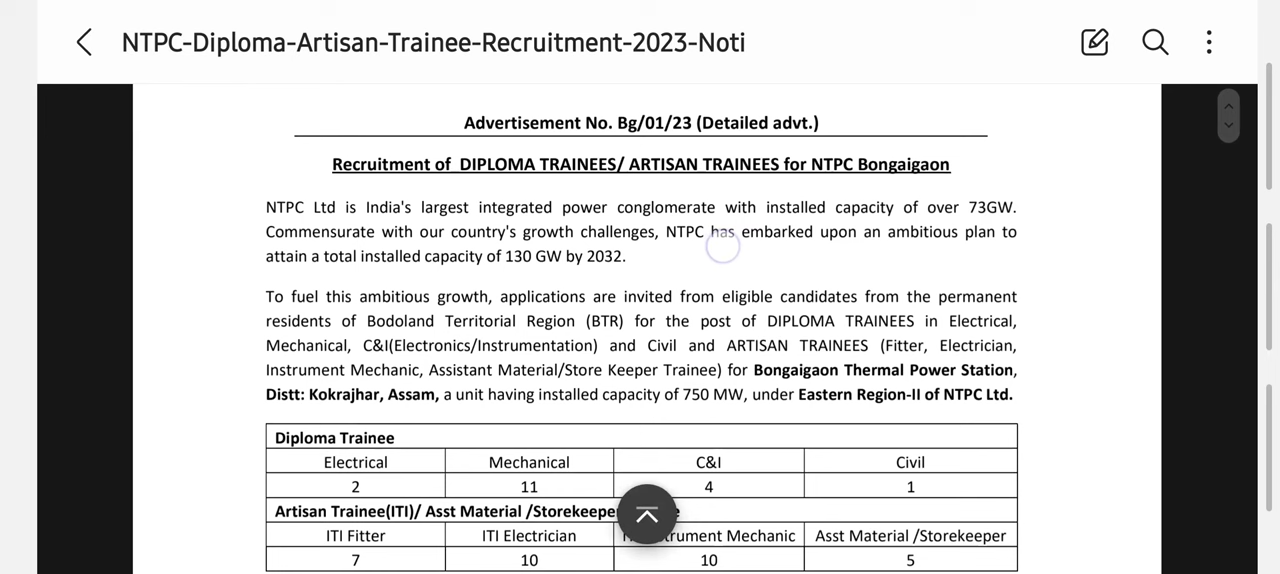 NTPC-Diploma-Artisan-Trainee-Recruitment-2023-Noti
Advertisement No. Bg/01/23 (Detailed advt.)
Recruitment of DIPLOMA TRAINEES/ ARTISAN TRAINEES for NTPC Bongaigaon
NTPC Ltd is India's largest integrated power conglomerate with installed capacity of over 73GW.
Commensurate with our country's growth challenges, NTPC has embarked upon an ambitious plan to
attain a total installed capacity of 130 GW by 2032.
To fuel this ambitious growth, applications are invited from eligible candidates from the permanent
residents of Bodoland Territorial Region (BTR) for the post of DIPLOMA TRAINEES in Electrical,
Mechanical, C&I(Electronics/Instrumentation) and Civil and ARTISAN TRAINEES (Fitter, Electrician,
Instrument Mechanic, Assistant Material/Store Keeper Trainee) for Bongaigaon Thermal Power Station,
Distt: Kokrajhar, Assam, a unit having installed capacity of 750 MW, under Eastern Region-II of NTPC Ltd.
Diploma Trainee
Electrical Mechanical C&I Civil
2 11 4 1
Artisan Trainee(ITI)/ Asst Material /Storekeeper
ITI Fitter ITI Electrician Instrument Mechanic Asst Material /Storekeeper
7 10 10 5